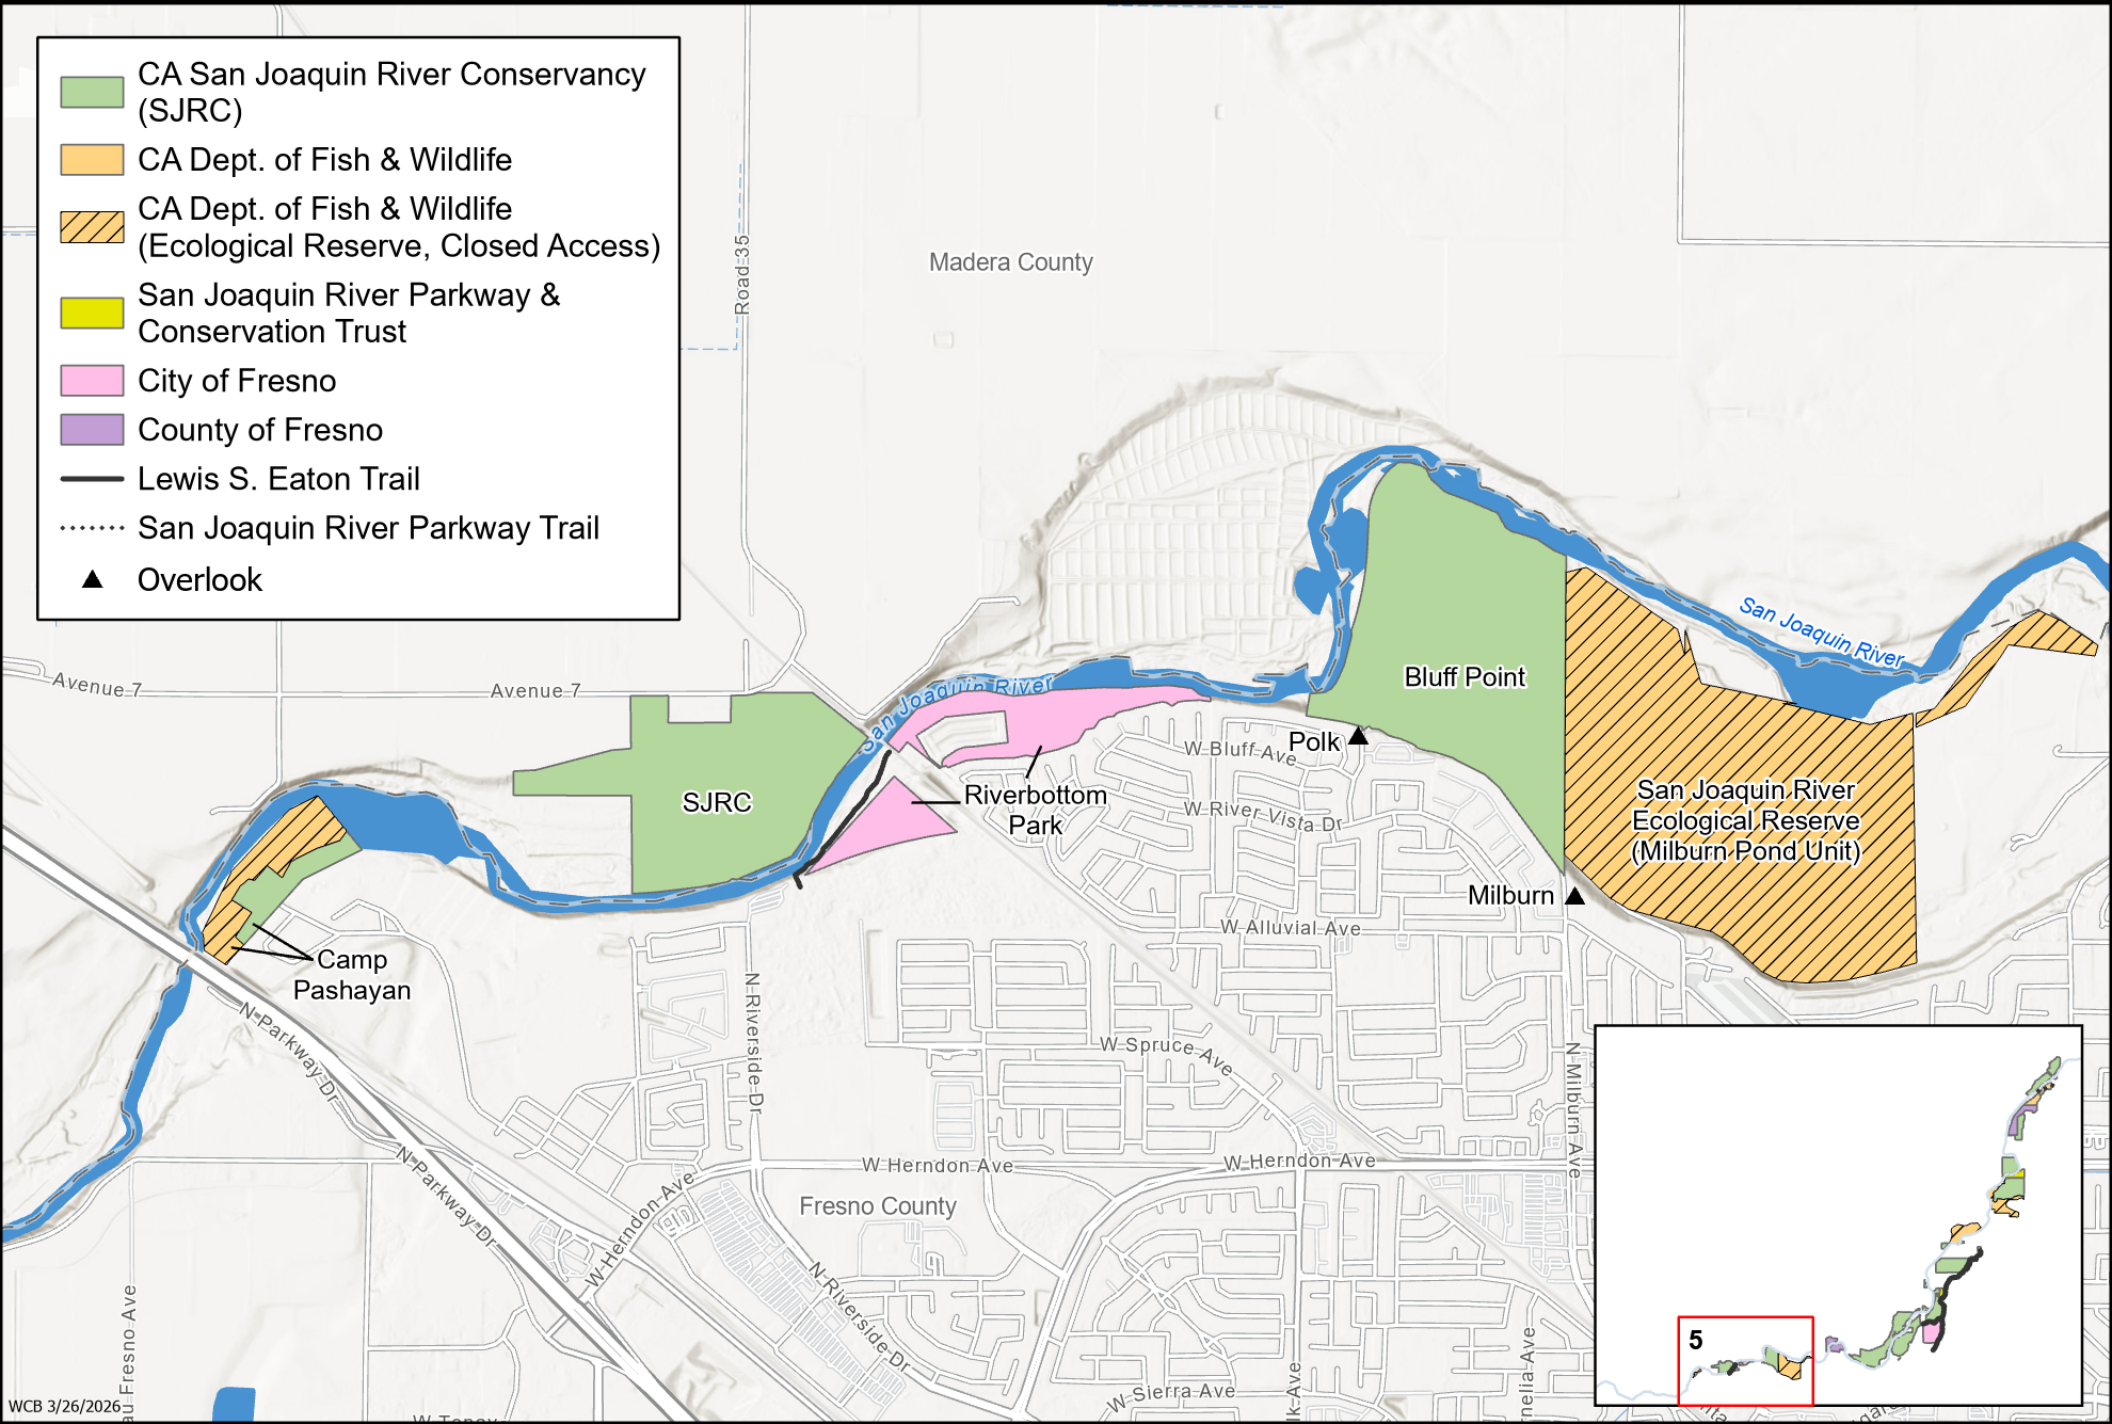 CA San Joaquin River Conservancy
(SJRC)
CA Dept. of Fish & Wildlife
CA Dept. of Fish & Wildlife
(Ecological Reserve, Closed Access)
San Joaquin River Parkway &
Conservation Trust
City of Fresno
County of Fresno
Lewis S. Eaton Trail
San Joaquin River Parkway Trail
Overlook
Road 35
Madera County
Avenue 7
Avenue 7
San Joaquin River
San Joaquin River
Bluff Point
Polk
W Bluff Ave
SJRC
Riverbottom
Park
W River Vista Dr
San Joaquin River
Ecological Reserve
(Milburn Pond Unit)
Milburn
W Alluvial Ave
Camp
Pashayan
N Parkway Dr
N Riverside Dr
W Spruce Ave
N Milburn Ave
N Parkway Dr
W Herndon Ave
W Herndon Ave
W Herndon Ave
Fresno County
N Riverside Dr
Fresno Ave
W Sierra Ave
5
WCB 3/26/2026